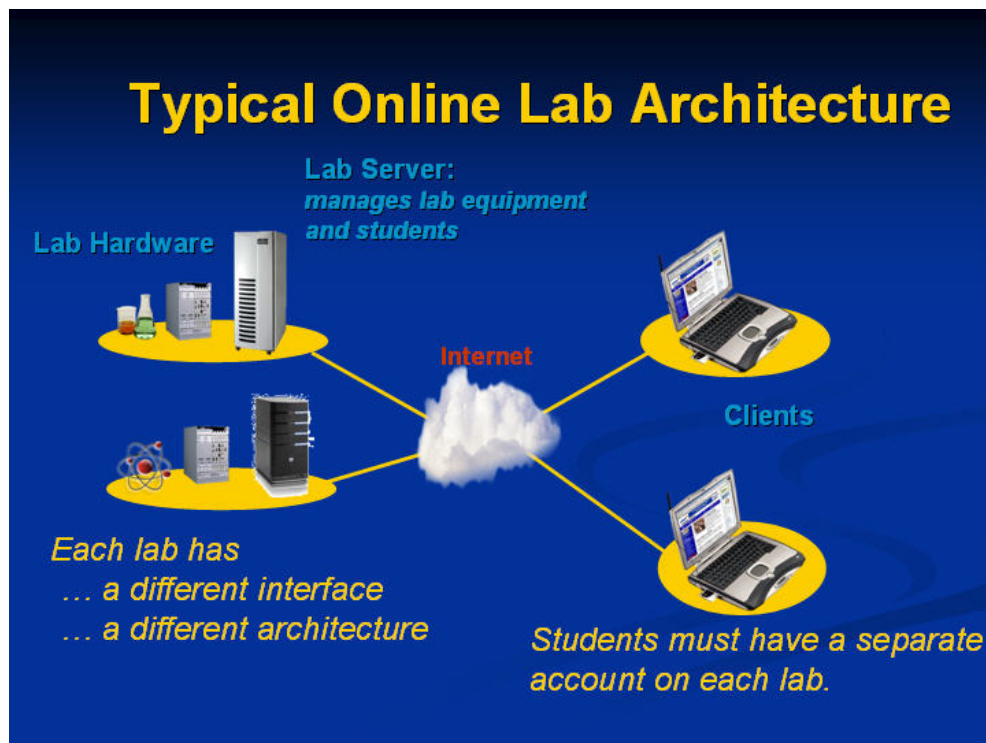 Typical Online Lab Architecture
Lab Server:
manages lab equipment
and students
Lab Hardware
Internet
Clients
Each lab has
… a different interface
… a different architecture
Students must have a separate
account on each lab.